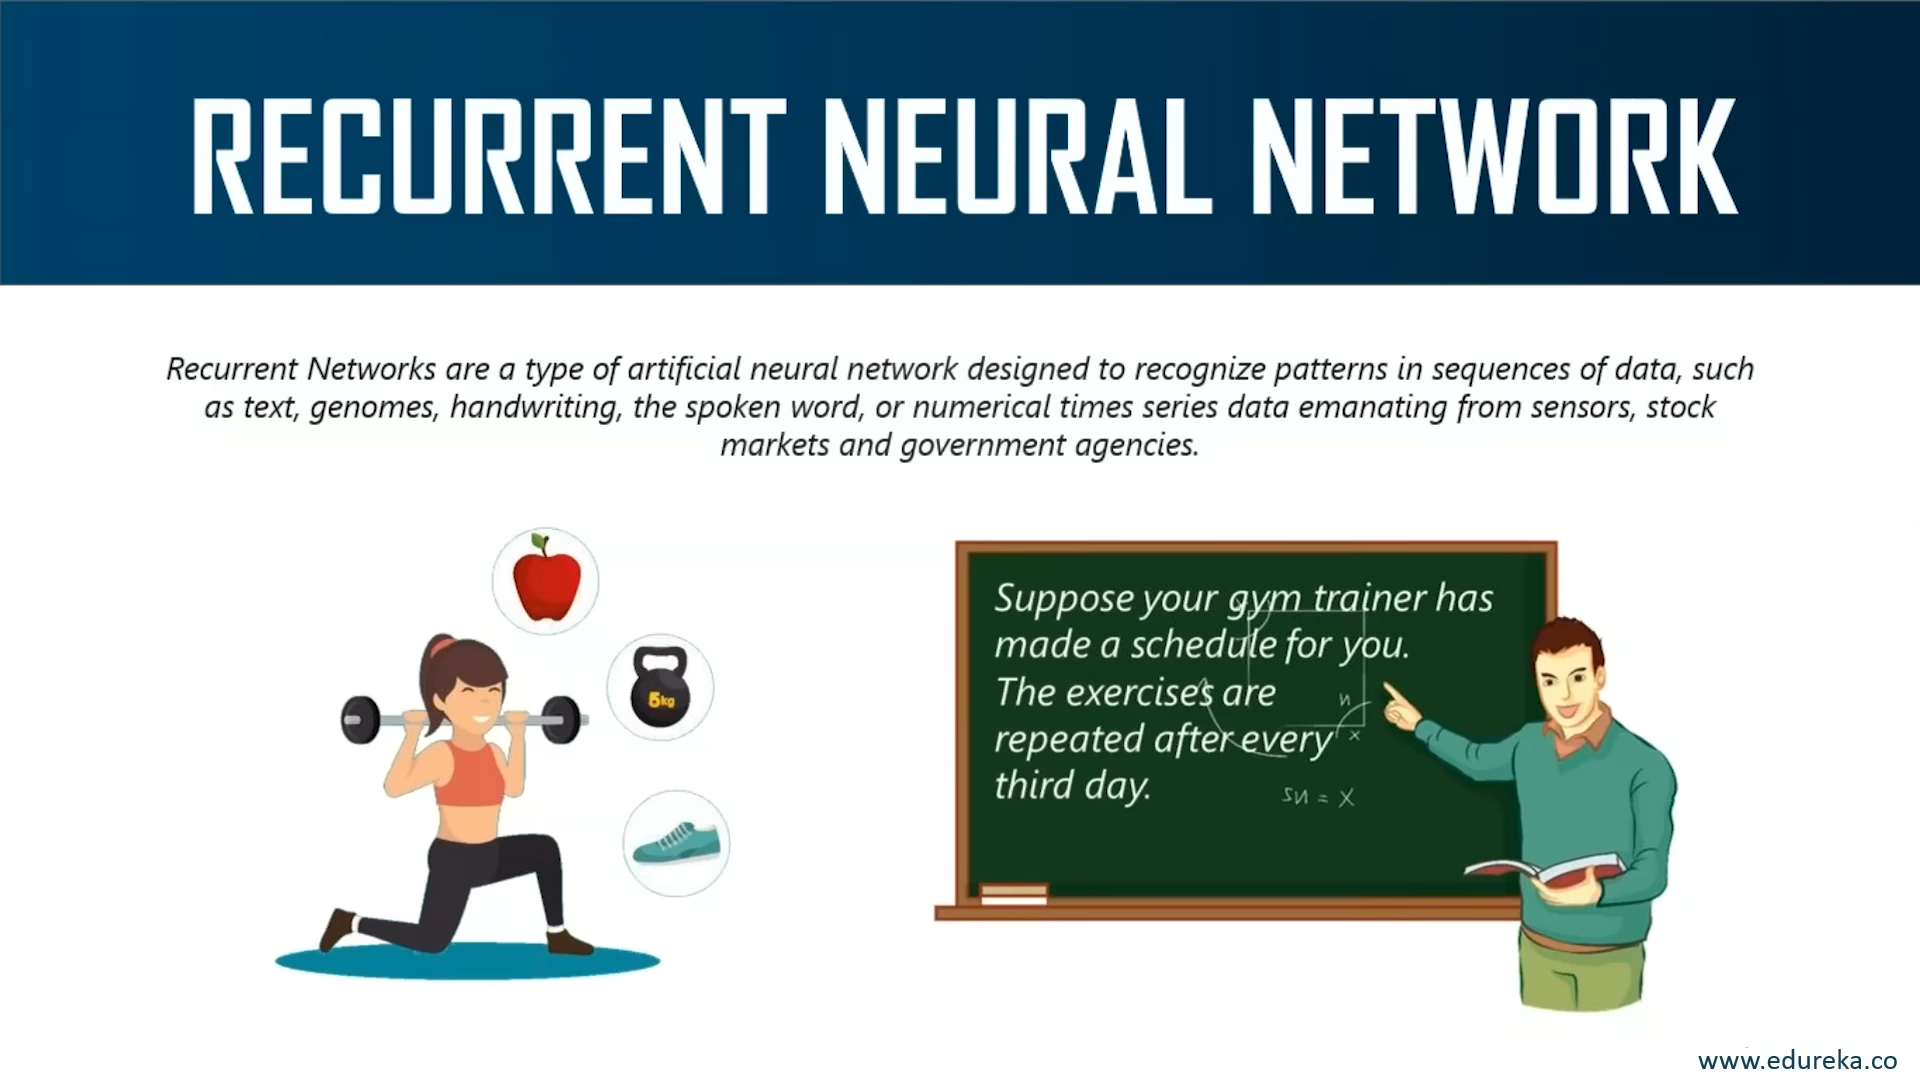 RECURRENT NEURAL NETWORK
Recurrent Networks are a type of artificial neural network designed to recognize patterns in sequences of data, such
as text, genomes, handwriting, the spoken word, or numerical times series data emanating from sensors, stock
markets and government agencies.
5kg
Suppose your gym trainer has
made a schedule for you.
The exercises are
repeated after every
third day.
www.edureka.co